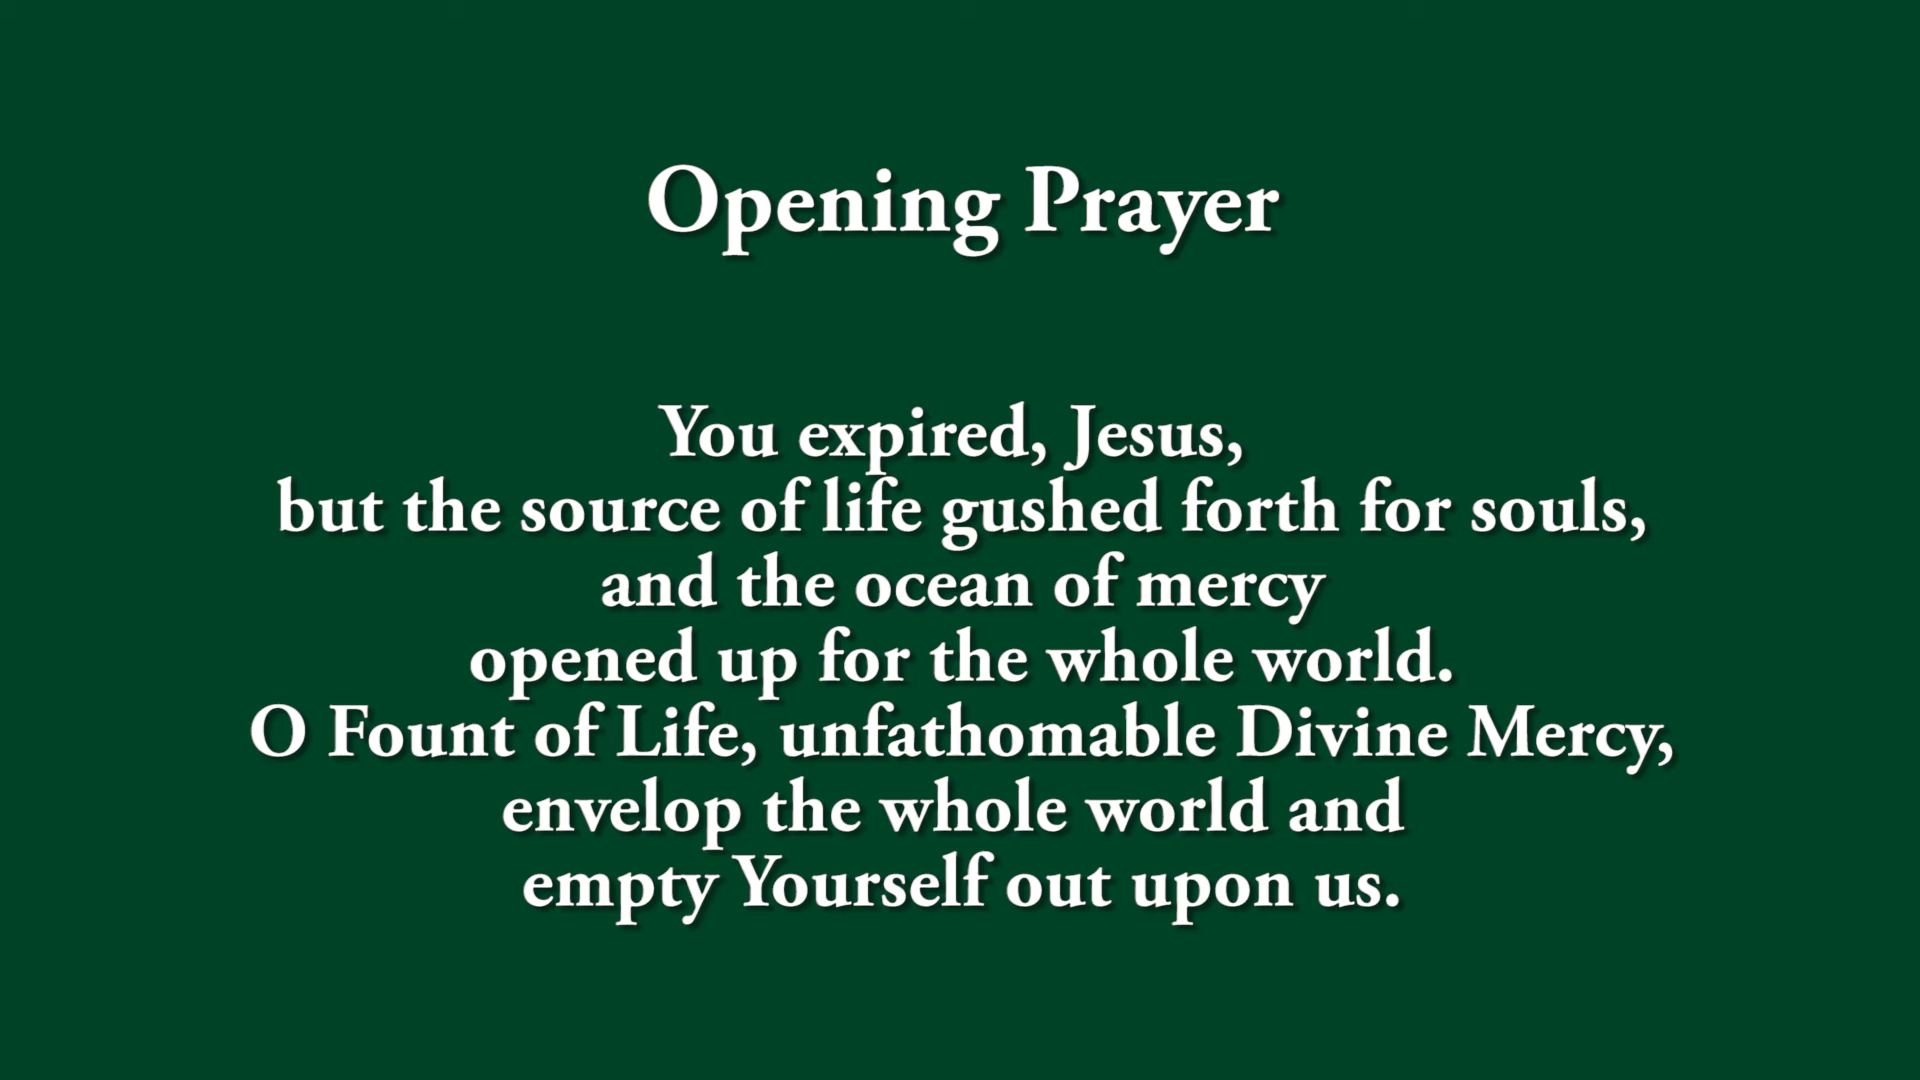 Opening Prayer
You expired, Jesus,
but the source of life gushed forth for souls,
and the ocean of mercy
opened up for the whole world.
O Fount of Life, unfathomable Divine Mercy,
envelop the whole world and
empty Yourself out upon us.